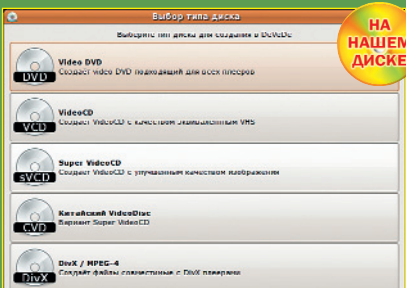 Выбор типа диска
НА
НАШЕМ
ДИСКЕ
Выберите тип диска для создания в DeVeDe
DVD
Video DVD
Создает video DVD подходящий для всех плееров
VCD
VideoCD
Создает VideoCD с качеством эквивалентным VHS
sVCD
Super VideoCD
Создает VideoCD с улучшенным качеством изображения
CVD
Китайский VideoDisc
Вариант Super VideoCD
DivX
DivX / MPEG-4
Создаёт файлы совместимые с DivX плеерами